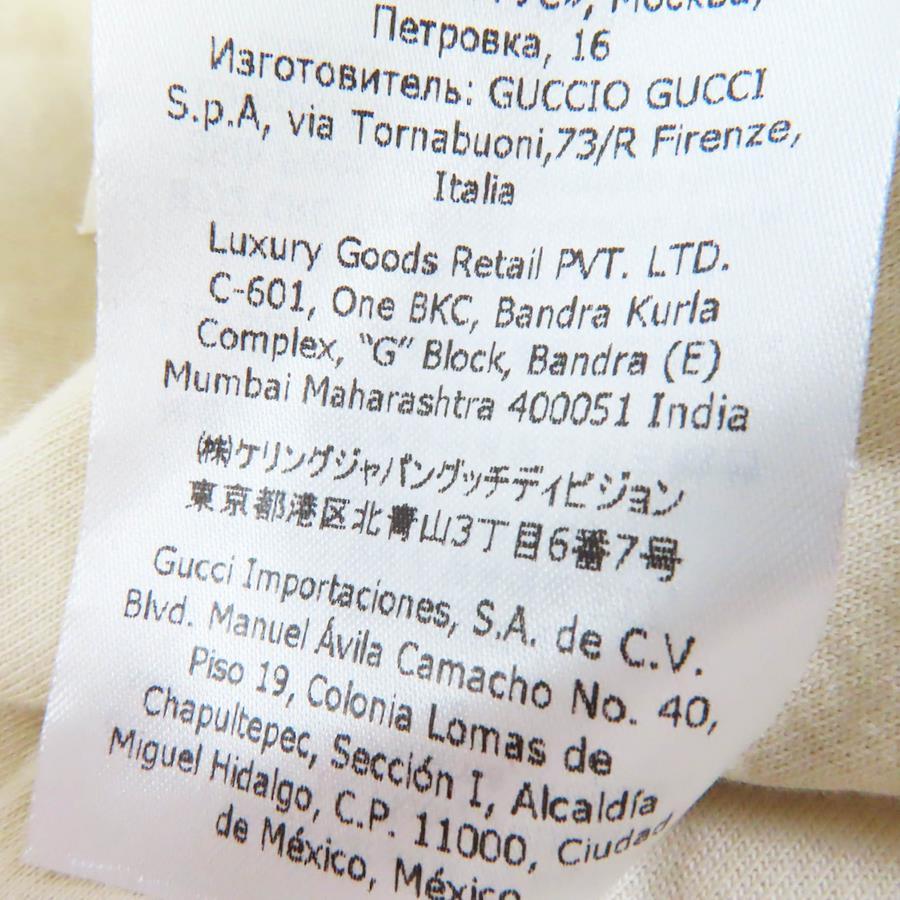 Москва,
Петровка, 16
Изготовитель: GUCCIO GUCCI
S.p.A, via Tornabuoni,73/R Firenze,
Italia
Luxury Goods Retail PVT. LTD.
C-601, One BKC, Bandra Kurla
Complex, “G” Block, Bandra (E)
Mumbai Maharashtra 400051 India
㈱ケリングジャパングッチディビジョン
東京都港区北青山3丁目6番7号
Gucci Importaciones, S.A. de C.V.
Blvd. Manuel Ávila Camacho No. 40,
Piso 19, Colonia Lomas de
Chapultepec, Sección I, Alcaldía
Miguel Hidalgo, C.P. 11000, Ciudad
de México, México